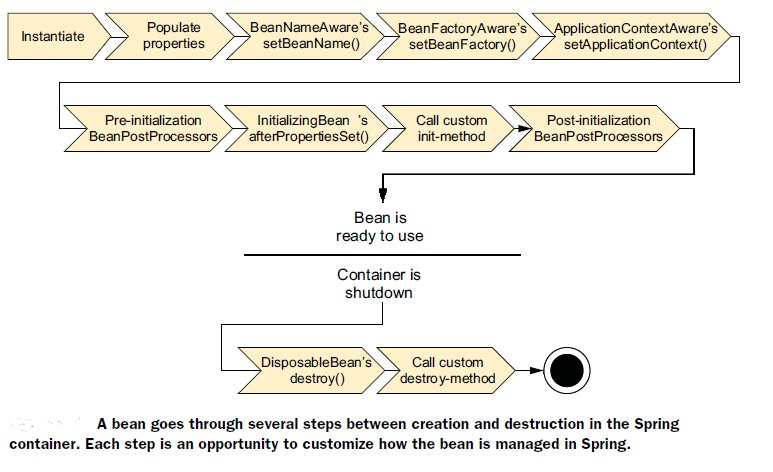 Instantiate
Populate
properties
BeanNameAware's
setBeanName()
BeanFactoryAware's
setBeanFactory()
ApplicationContextAware's
setApplicationContext()
Pre-initialization
BeanPostProcessors
InitializingBean 's
afterPropertiesSet()
Call custom
init-method
Post-initialization
BeanPostProcessors
Bean is
ready to use
Container is
shutdown
DisposableBean's
destroy()
Call custom
destroy-method
A bean goes through several steps between creation and destruction in the Spring
container. Each step is an opportunity to customize how the bean is managed in Spring.